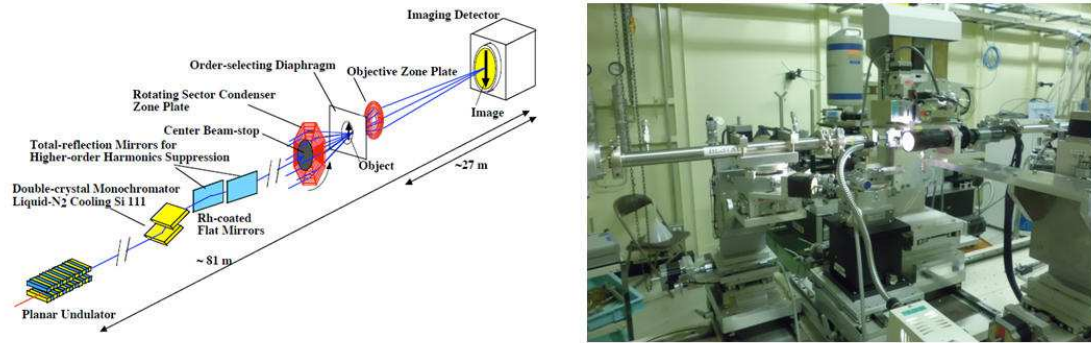 Imaging Detector
Order-selecting Diaphragm
Objective Zone Plate
Rotating Sector Condenser
Zone Plate
Image
Center Beam-stop
Total-reflection Mirrors for
Higher-order Harmonics Suppression
Object
~27 m
Double-crystal Monochromator
Liquid-N2 Cooling Si 111
Rh-coated
Flat Mirrors
~ 81 m
Planar Undulator